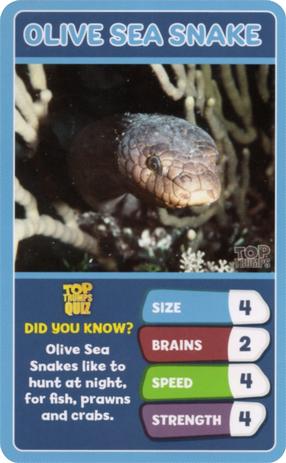 OLIVE SEA SNAKE
TOP
TRUMPS
TOP
TRUMPS
QUIZ
DID YOU KNOW?
Olive Sea
Snakes like to
hunt at night,
for fish, prawns
and crabs.
SIZE 4
BRAINS 2
SPEED 4
STRENGTH 4